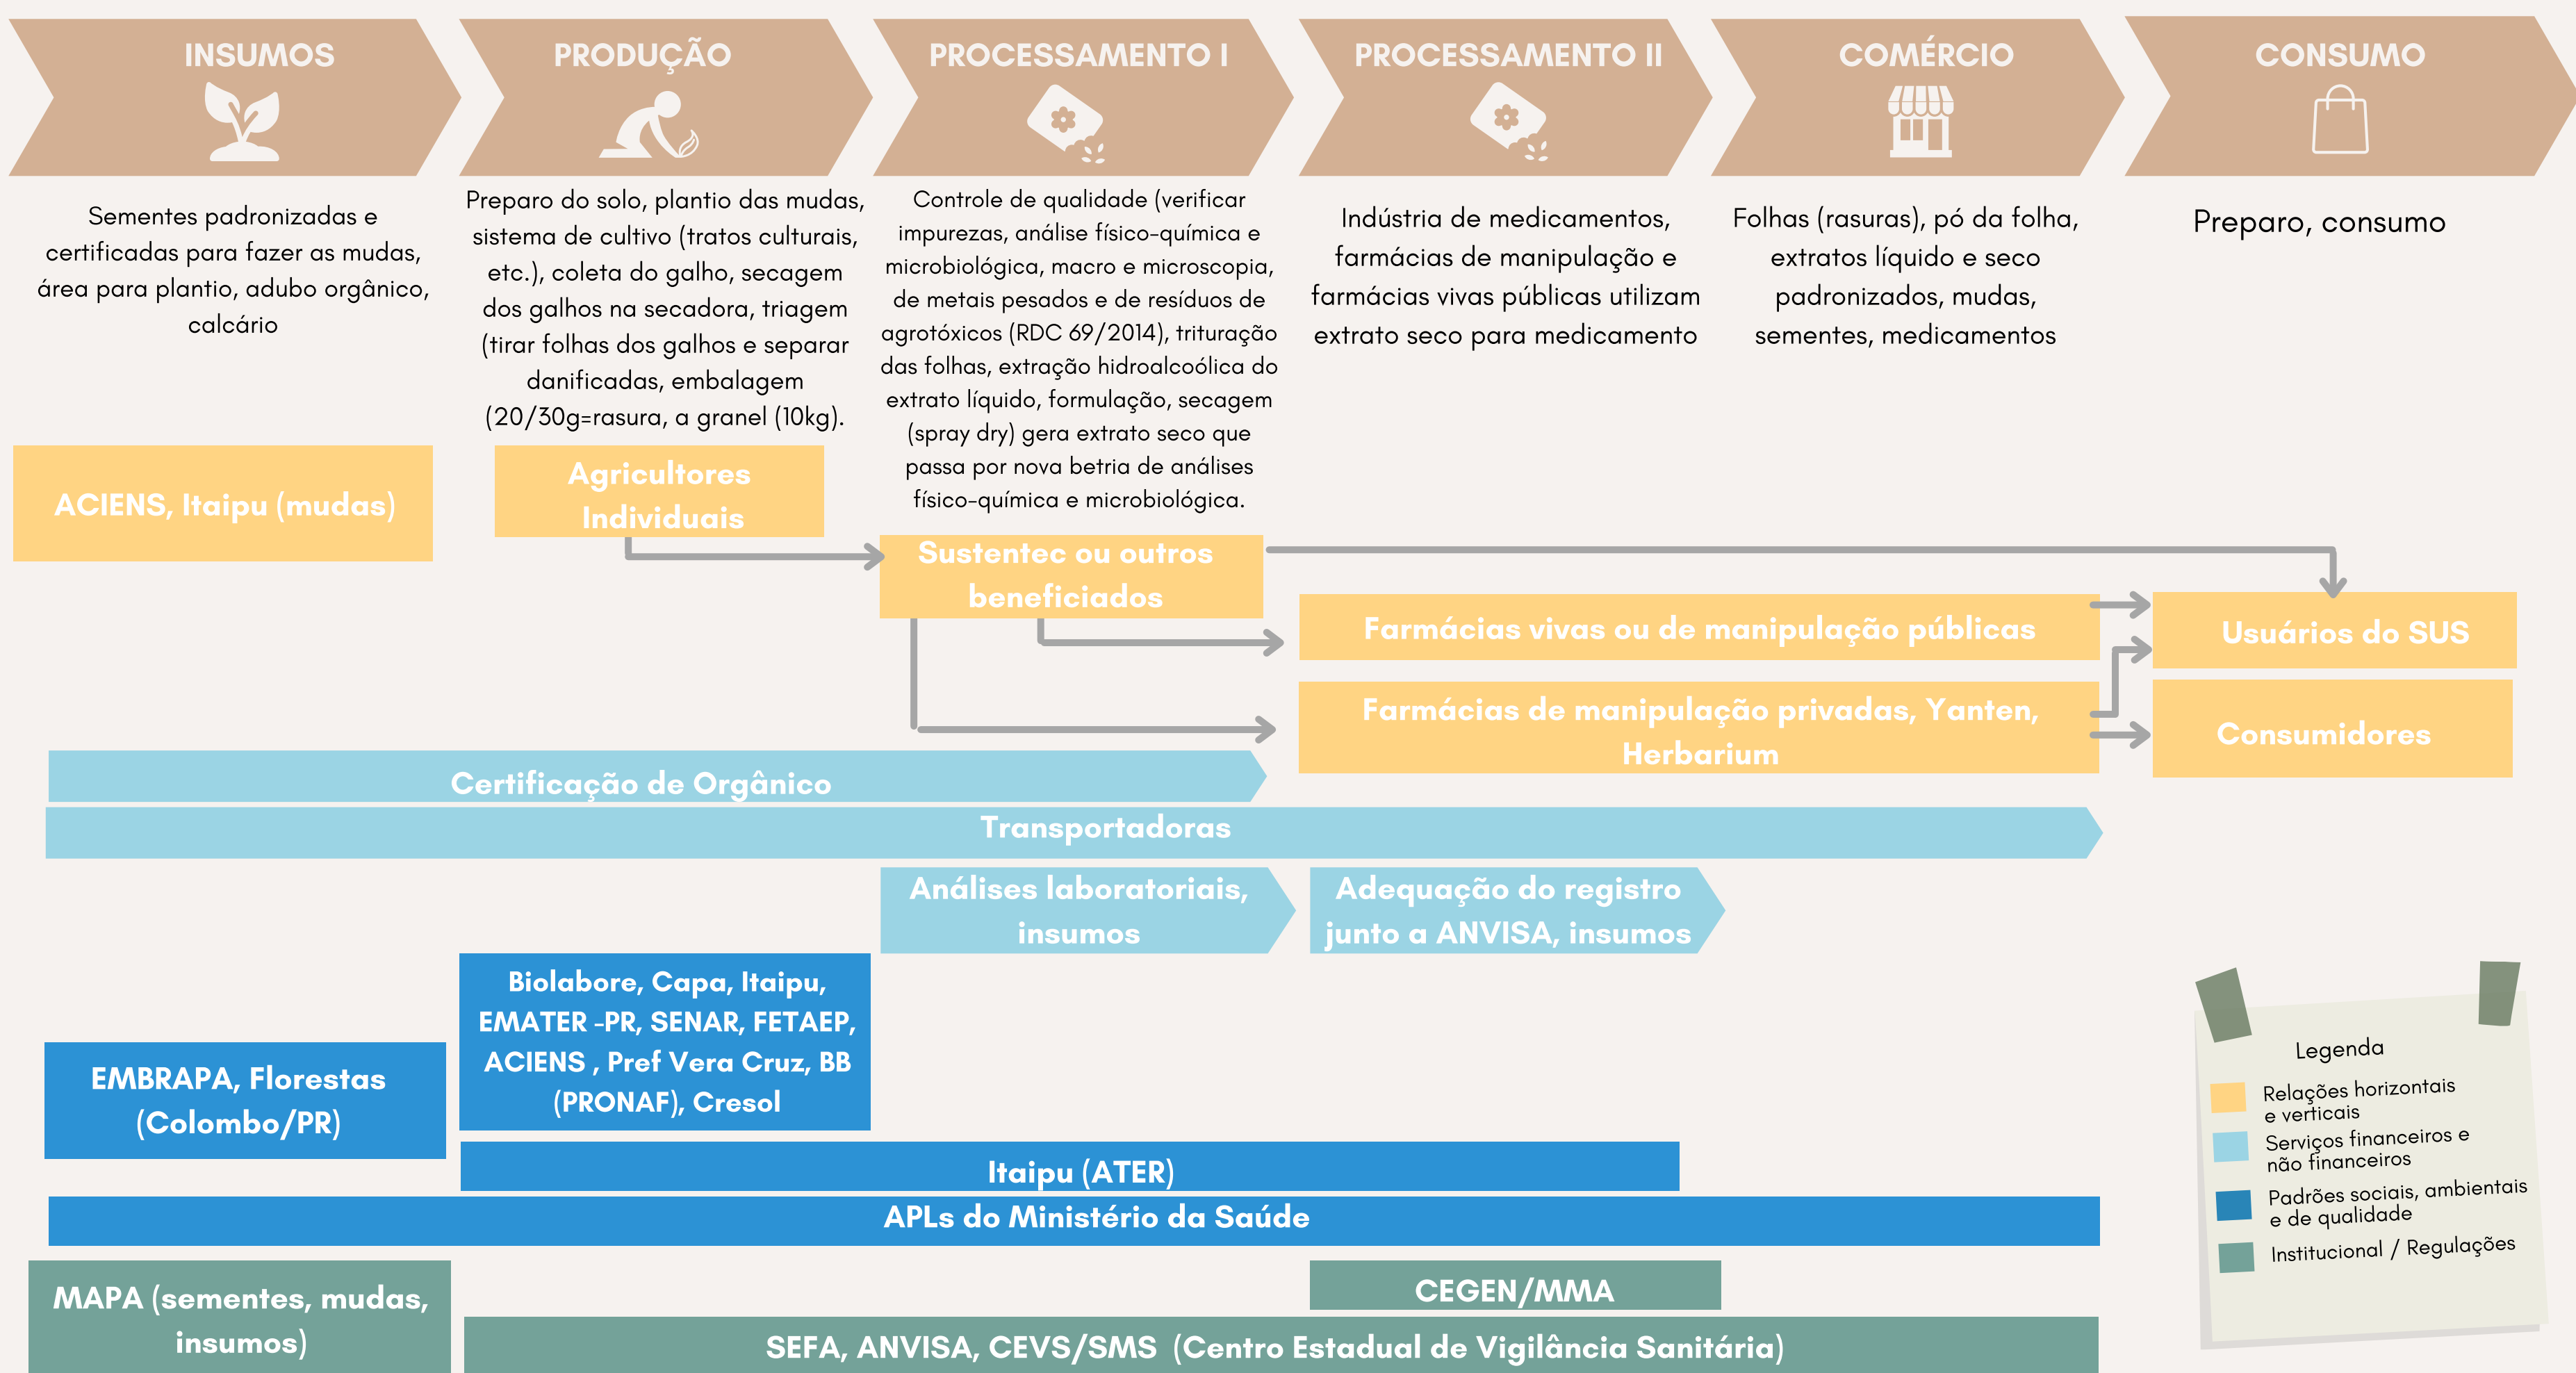 INSUMOS
PRODUÇÃO
PROCESSAMENTO I
PROCESSAMENTO II
COMÉRCIO
CONSUMO
Sementes padronizadas e
certificadas para fazer as mudas,
área para plantio, adubo orgânico,
calcário
Preparo do solo, plantio das mudas,
sistema de cultivo (tratos culturais,
etc.), coleta do galho, secagem
dos galhos na secadora, triagem
(tirar folhas dos galhos e separar
danificadas, embalagem
(20/30g=rasura, a granel (10kg).
Controle de qualidade (verificar
impurezas, análise físico-química e
microbiológica, macro e microscopia,
de metais pesados e de resíduos de
agrotóxicos (RDC 69/2014), trituração
das folhas, extração hidroalcoólica do
extrato líquido, formulação, secagem
(spray dry) gera extrato seco que
passa por nova betria de análises
físico-química e microbiológica.
Indústria de medicamentos,
farmácias de manipulação e
farmácias vivas públicas utilizam
extrato seco para medicamento
Folhas (rasuras), pó da folha,
extratos líquido e seco
padronizados, mudas,
sementes, medicamentos
Preparo, consumo
ACIENS, Itaipu (mudas)
Agricultores
Individuais
Sustentec ou outros
beneficiados
Farmácias vivas ou de manipulação públicas
Usuários do SUS
Farmácias de manipulação privadas, Yanten,
Herbarium
Consumidores
Certificação de Orgânico
Transportadoras
Análises laboratoriais,
insumos
Adequação do registro
junto a ANVISA, insumos
Biolabore, Capa, Itaipu,
EMATER -PR, SENAR, FETAEP,
ACIENS , Pref Vera Cruz, BB
(PRONAF), Cresol
EMBRAPA, Florestas
(Colombo/PR)
Itaipu (ATER)
APLs do Ministério da Saúde
MAPA (sementes, mudas,
insumos)
CEGEN/MMA
SEFA, ANVISA, CEVS/SMS (Centro Estadual de Vigilância Sanitária)
Legenda
Relações horizontais
e verticais
Serviços financeiros e
não financeiros
Padrões sociais, ambientais
e de qualidade
Institucional / Regulações